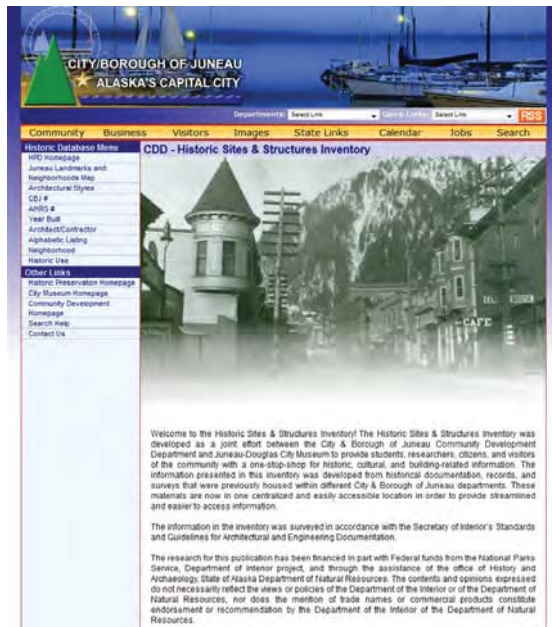 CITY/BOROUGH OF JUNEAU
ALASKA'S CAPITAL CITY
Departments: Select Link Quick Links: Select Link RSS
Community Business Visitors Images State Links Calendar Jobs Search
Historic Database Menu
HPD Homepage
Juneau Landmarks and
Neighborhoods Map
Architectural Styles
CBJ #
AHRS #
Year Built
Architect/Contractor
Alphabetic Listing
Neighborhood
Historic Use
Other Links
Historic Preservation Homepage
City Museum Homepage
Community Development
Homepage
Search Help
Contact Us
CDD - Historic Sites & Structures Inventory
CAFE
Welcome to the Historic Sites & Structures Inventory! The Historic Sites & Structures Inventory was
developed as a joint effort between the City & Borough of Juneau Community Development
Department and Juneau-Douglas City Museum to provide students, researchers, citizens, and visitors
of the community with a one-stop-shop for historic, cultural, and building-related information. The
information presented in this inventory was developed from historical documentation, records, and
surveys that were previously housed within different City & Borough of Juneau departments. These
materials are now in one centralized and easily accessible location in order to provide streamlined
and easier to access information.
The information in the inventory was surveyed in accordance with the Secretary of Interior's Standards
and Guidelines for Architectural and Engineering Documentation.
The research for this publication has been financed in part with Federal funds from the National Parks
Service, Department of Interior project, and through the assistance of the office of History and
Archaeology, State of Alaska Department of Natural Resources. The contents and opinions expressed
do not necessarily reflect the views or policies of the Department of the Interior or of the Department of
Natural Resources, nor does the mention of trade names or commercial products constitute
endorsement or recommendation by the Department of the Interior of the Department of Natural
Resources.